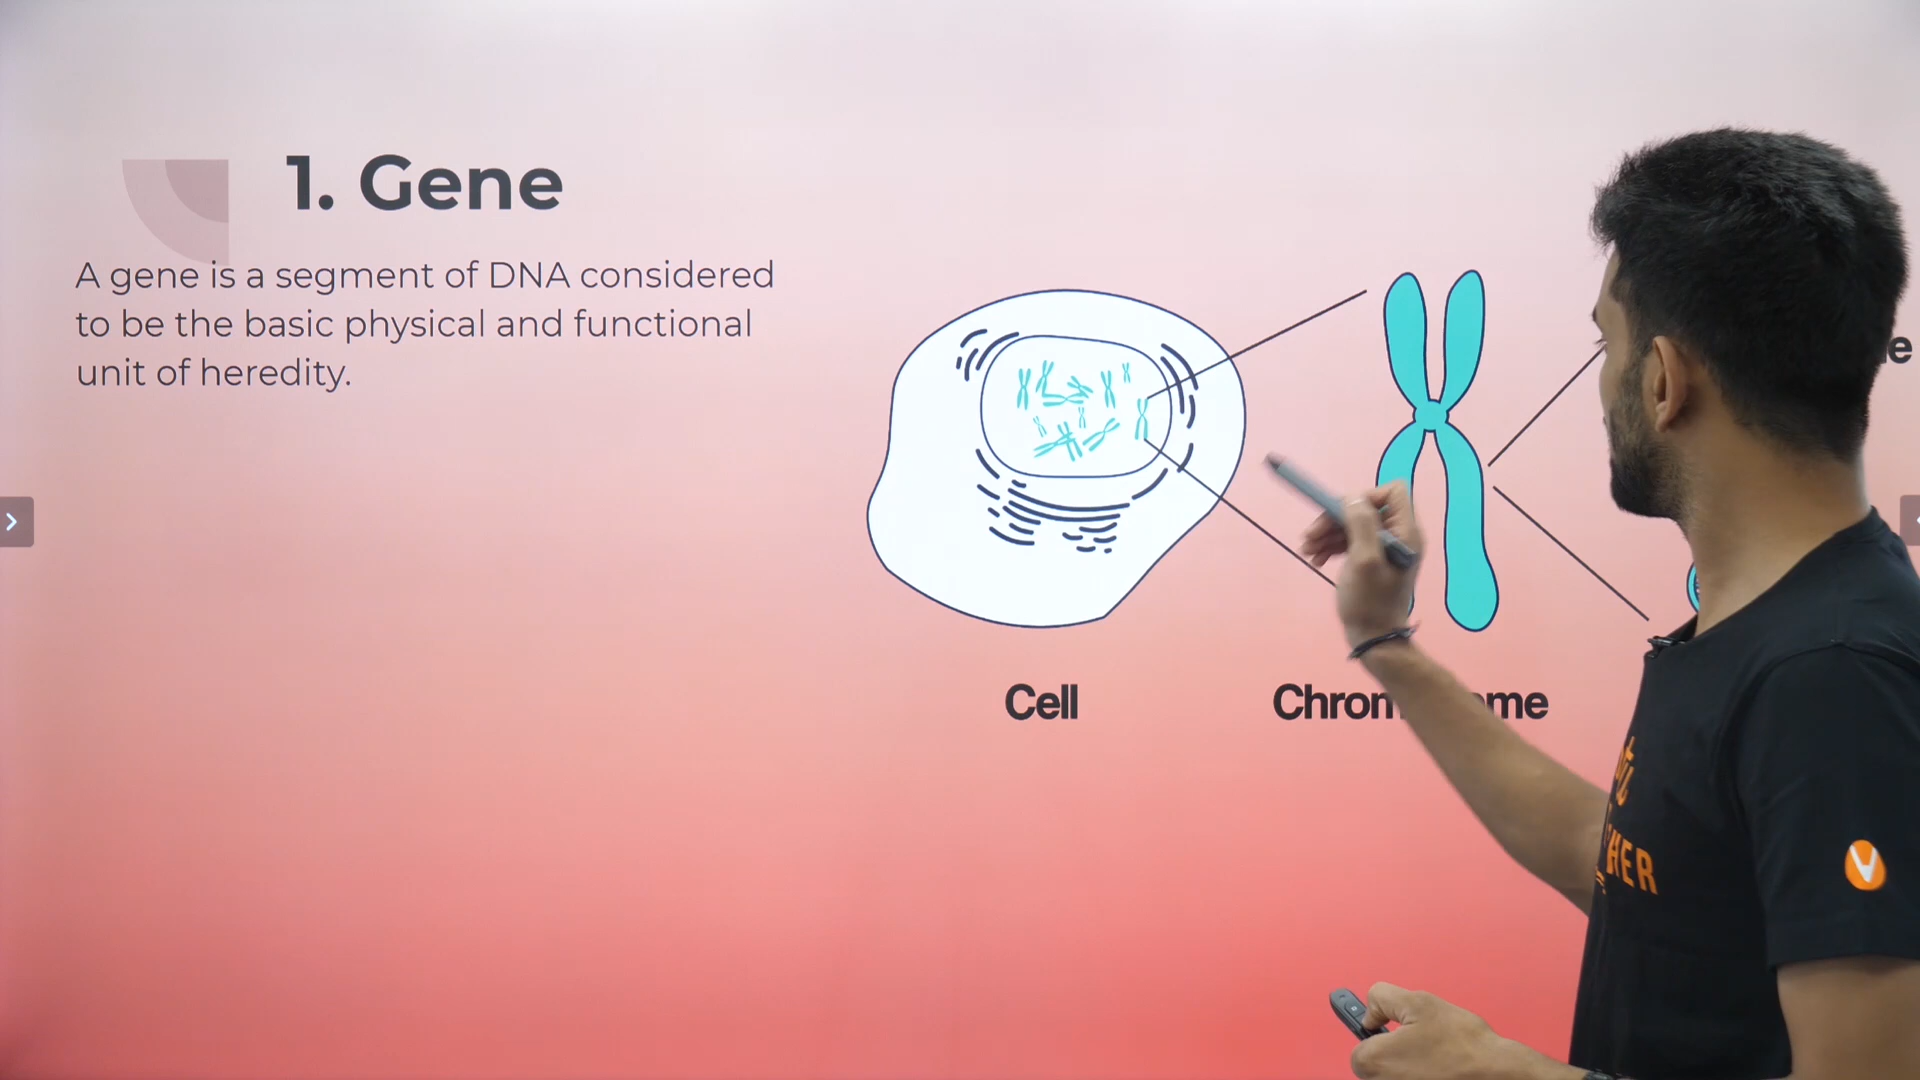 1. Gene
A gene is a segment of DNA considered
to be the basic physical and functional
unit of heredity.
Cell